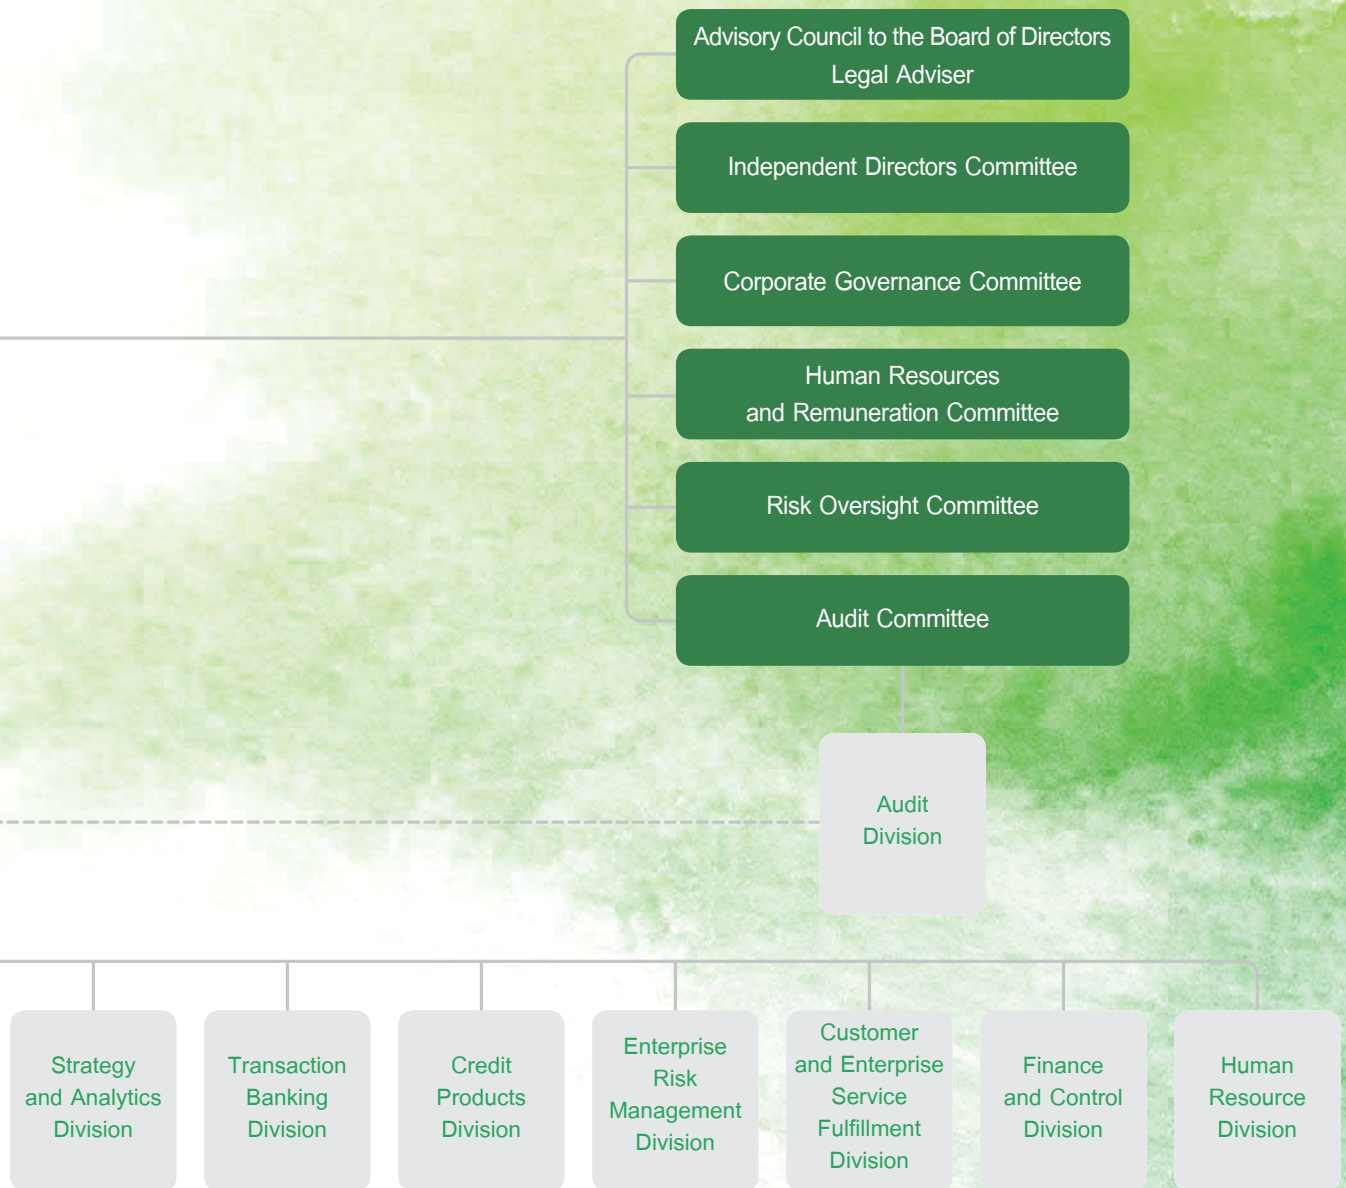 Advisory Council to the Board of Directors
Legal Adviser
Independent Directors Committee
Corporate Governance Committee
Human Resources
and Remuneration Committee
Risk Oversight Committee
Audit Committee
Audit
Division
Strategy
and Analytics
Division
Transaction
Banking
Division
Credit
Products
Division
Enterprise
Risk
Management
Division
Customer
and Enterprise
Service
Fulfillment
Division
Finance
and Control
Division
Human
Resource
Division